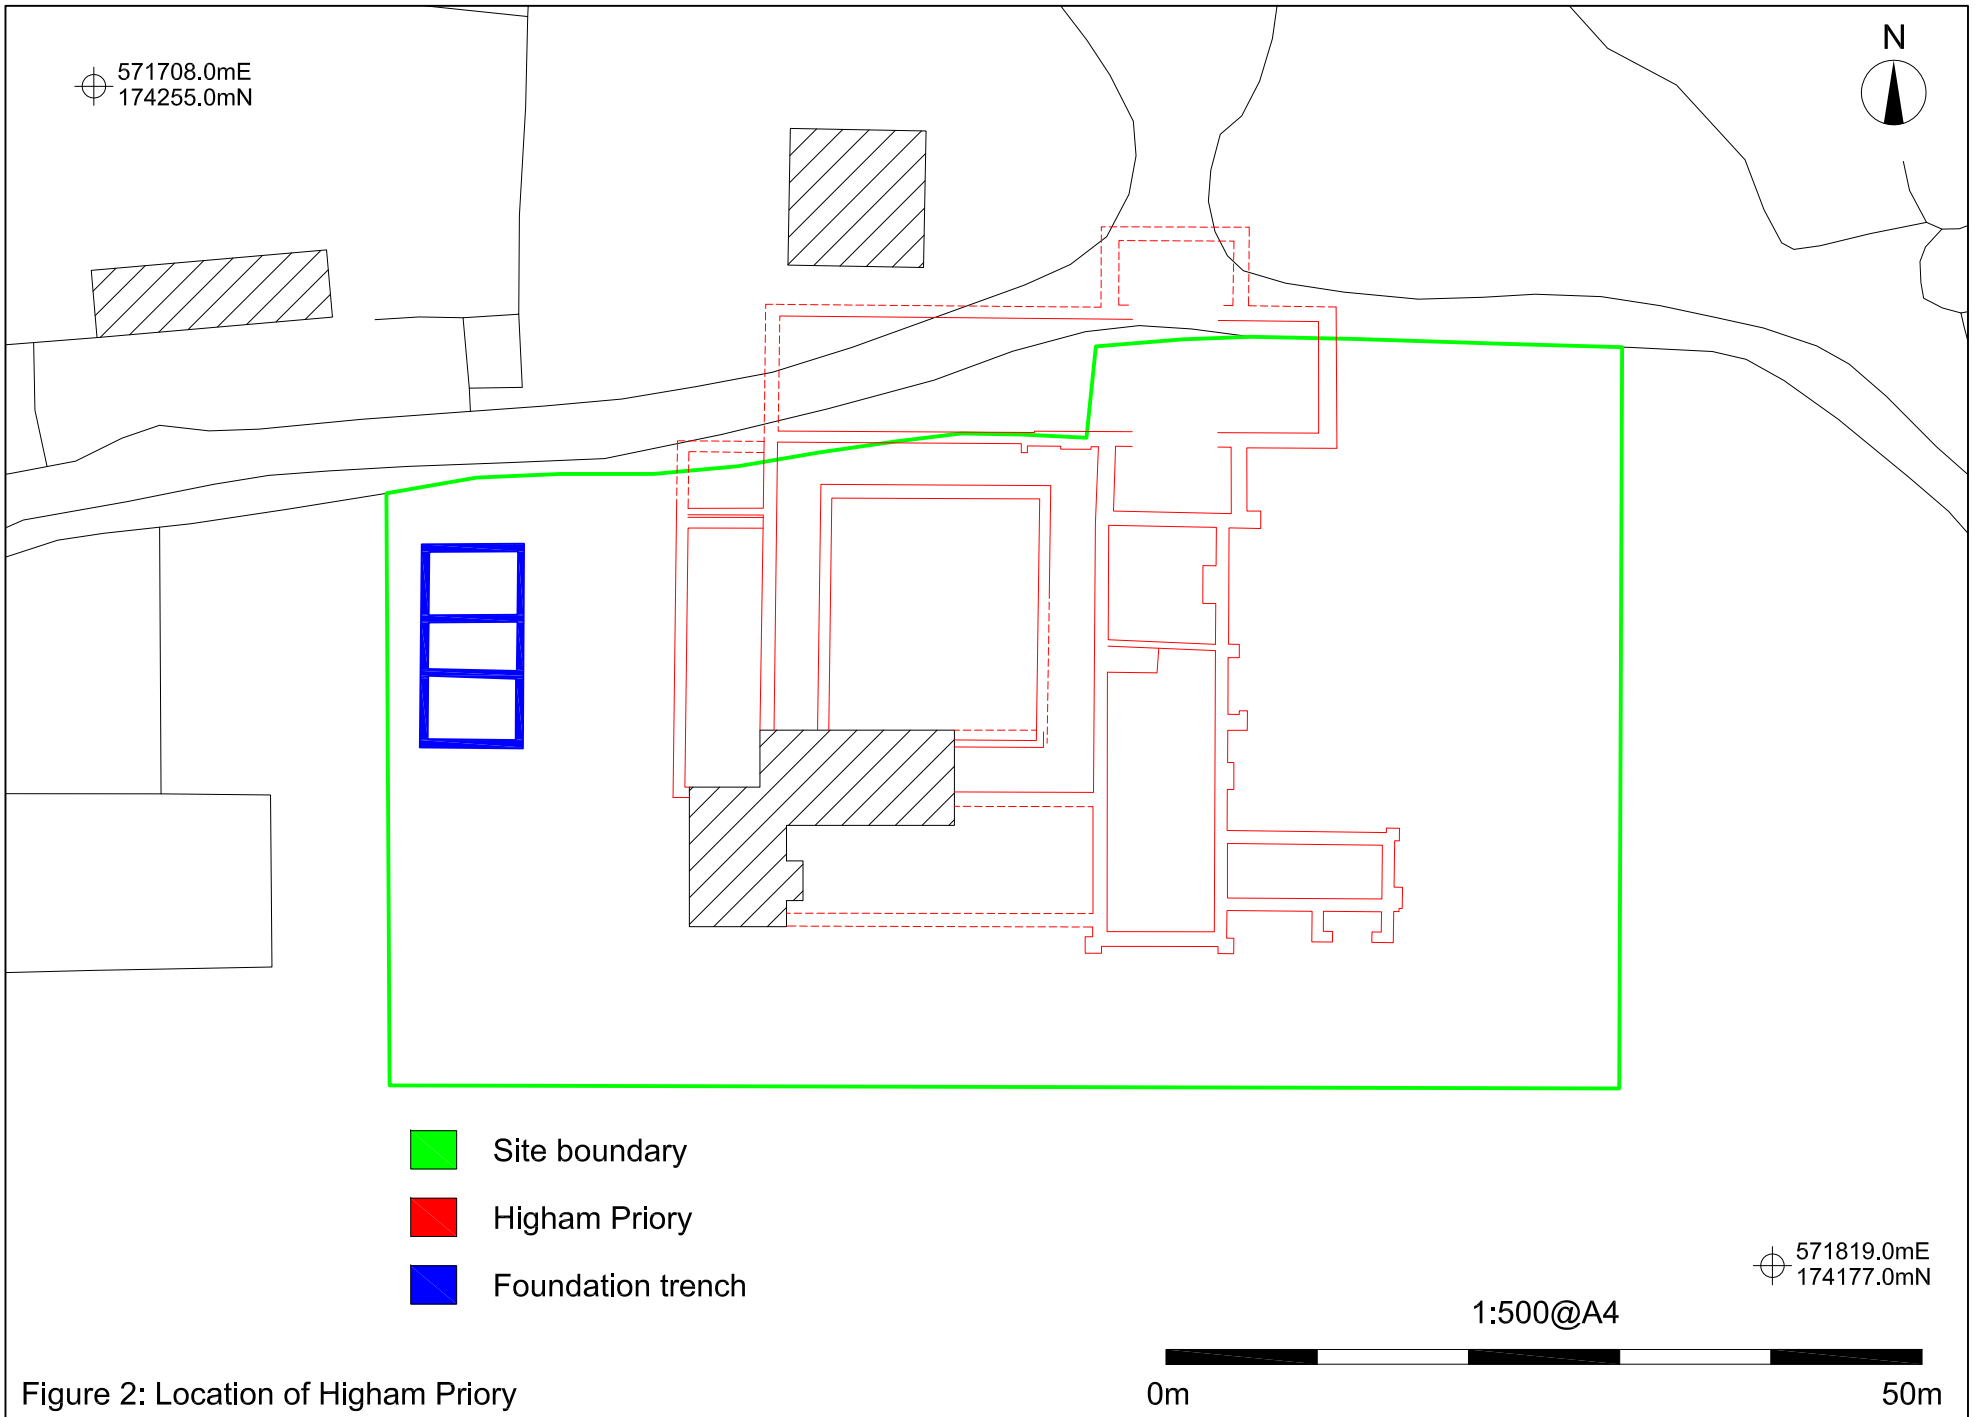 571708.0mE
174255.0mN
N
Site boundary
Higham Priory
Foundation trench
571819.0mE
174177.0mN
1:500@A4
0m
50m
Figure 2: Location of Higham Priory